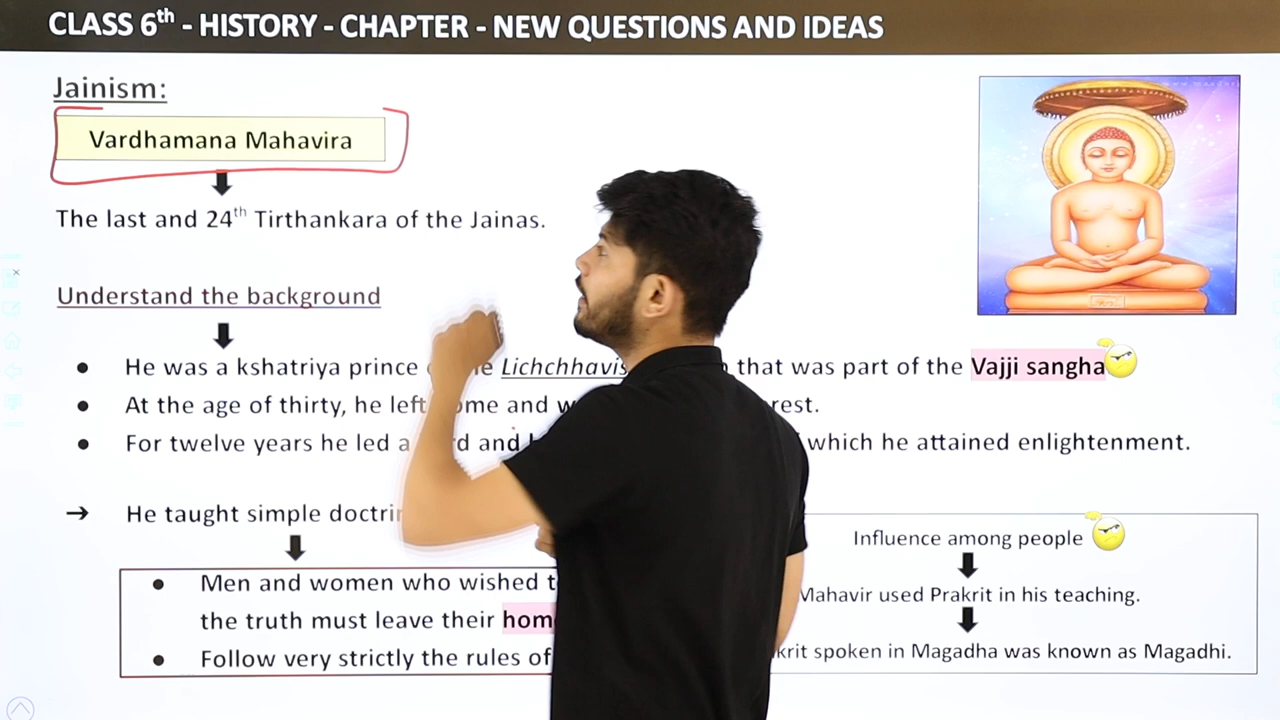 CLASS 6th - HISTORY - CHAPTER - NEW QUESTIONS AND IDEAS
Jainism:
Vardhamana Mahavira
The last and 24th Tirthankara of the Jainas.
Understand the background
● He was a kshatriya prince Lichchhavis that was part of the Vajji sangha
● At the age of thirty, he left and
● For twelve years he led a and which he attained enlightenment.
→ He taught simple
● Men and women who wished
the truth must leave their
● Follow very strictly the rules of
Influence among people
Mahavir used Prakrit in his teaching.
spoken in Magadha was known as Magadhi.